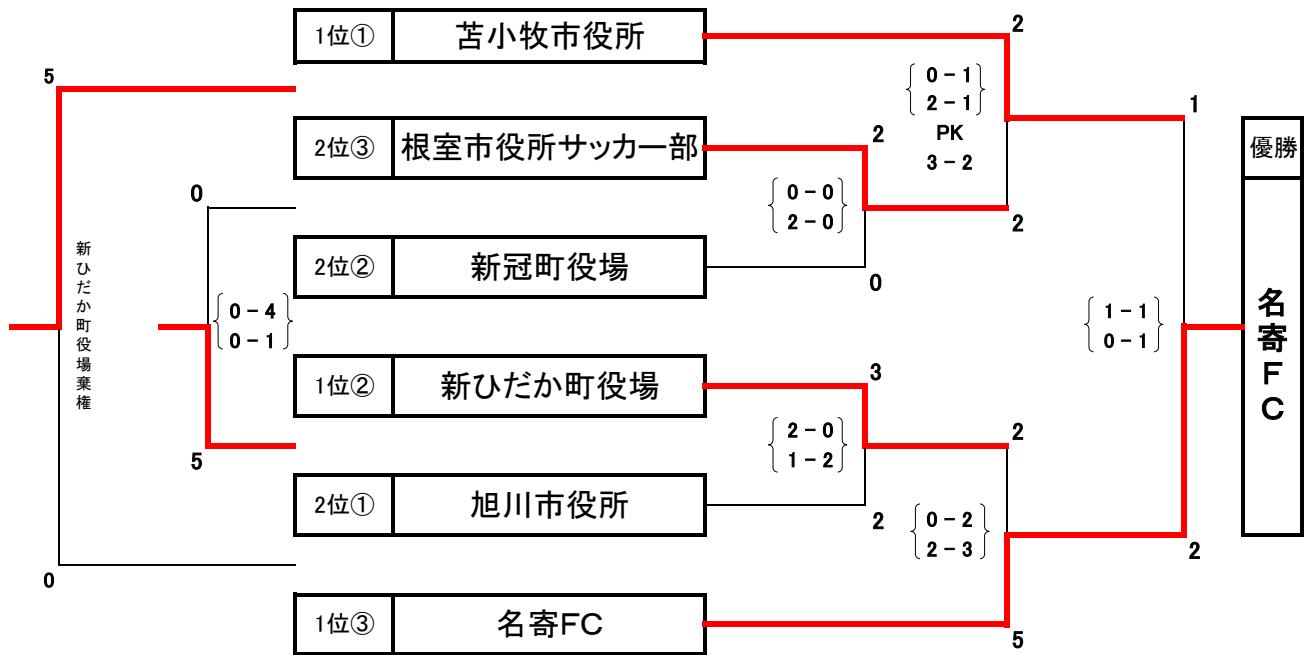 1位① 苫小牧市役所
2
5
0 - 1
2 - 1
PK
3 - 2
1
2位③ 根室市役所サッカー部
2
優勝
0
0 - 0
2 - 0
2
新ひだか町役場棄権
2位② 新冠町役場
0
0 - 4
0 - 1
1 - 1
0 - 1
名寄FC
1位② 新ひだか町役場
3
2 - 0
1 - 2
2
5
2位① 旭川市役所
2
0 - 2
2 - 3
2
0
1位③ 名寄FC
5